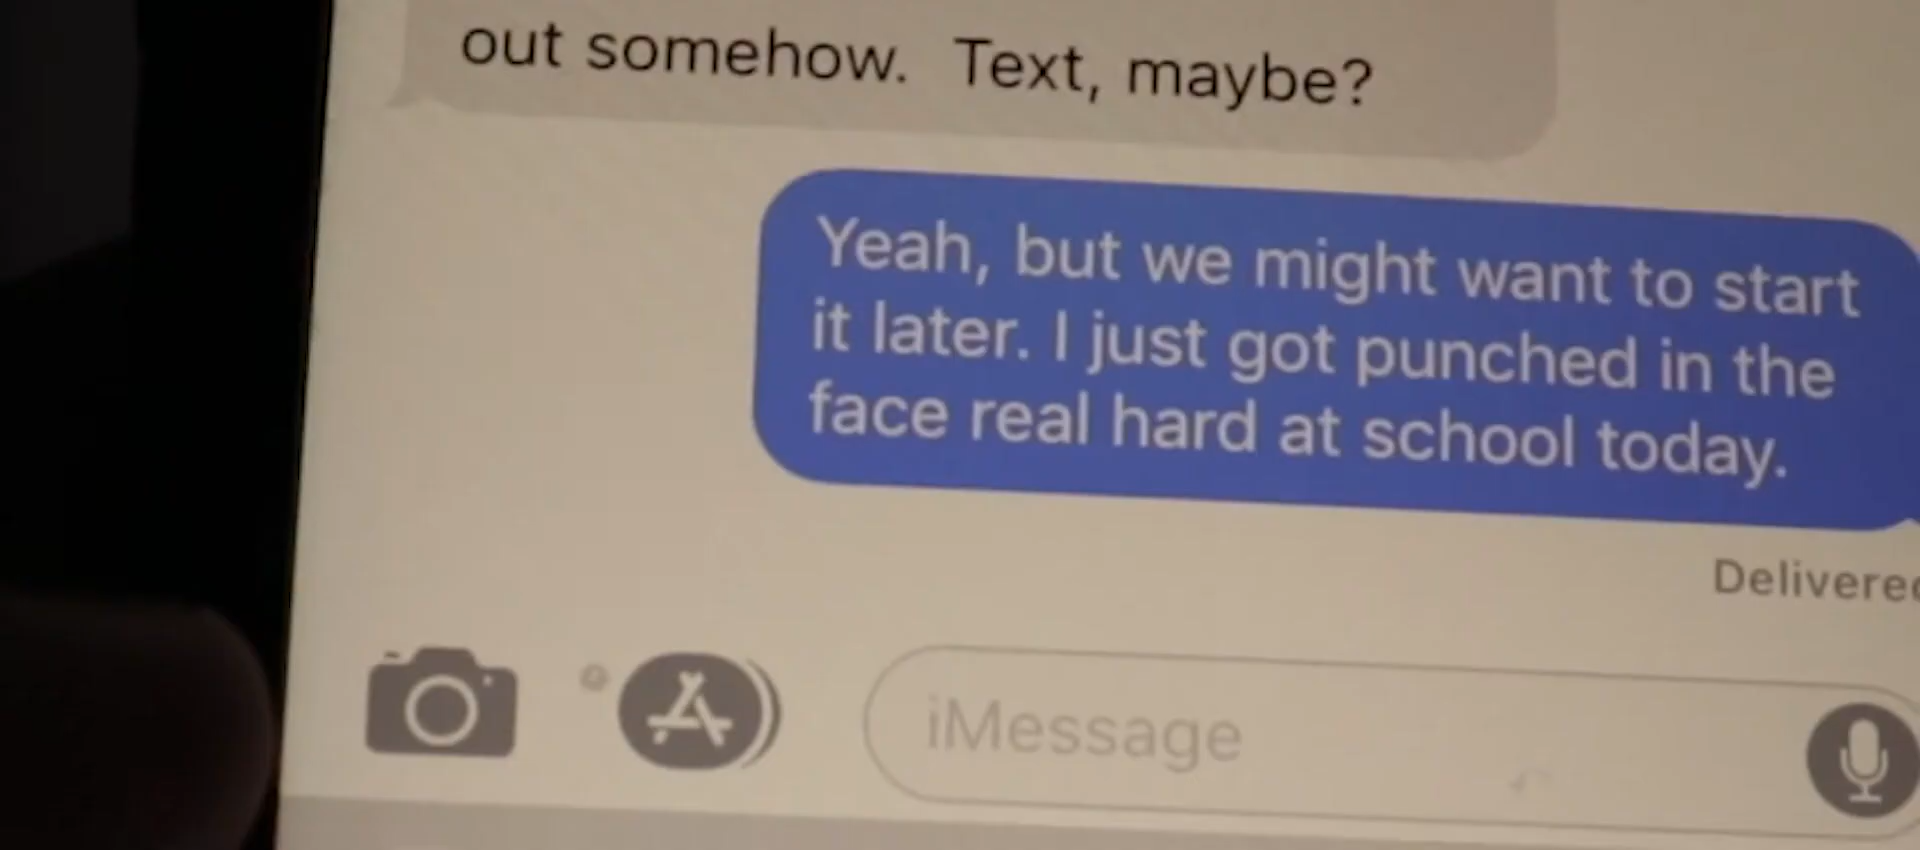 out somehow.  Text, maybe?
Yeah, but we might want to start
it later. I just got punched in the
face real hard at school today.
Delivered
iMessage